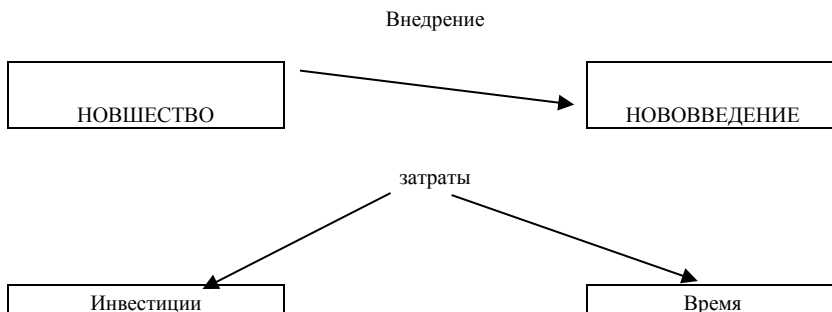 Внедрение
НОВШЕСТВО НОВОВВЕДЕНИЕ
затраты
Инвестиции Время